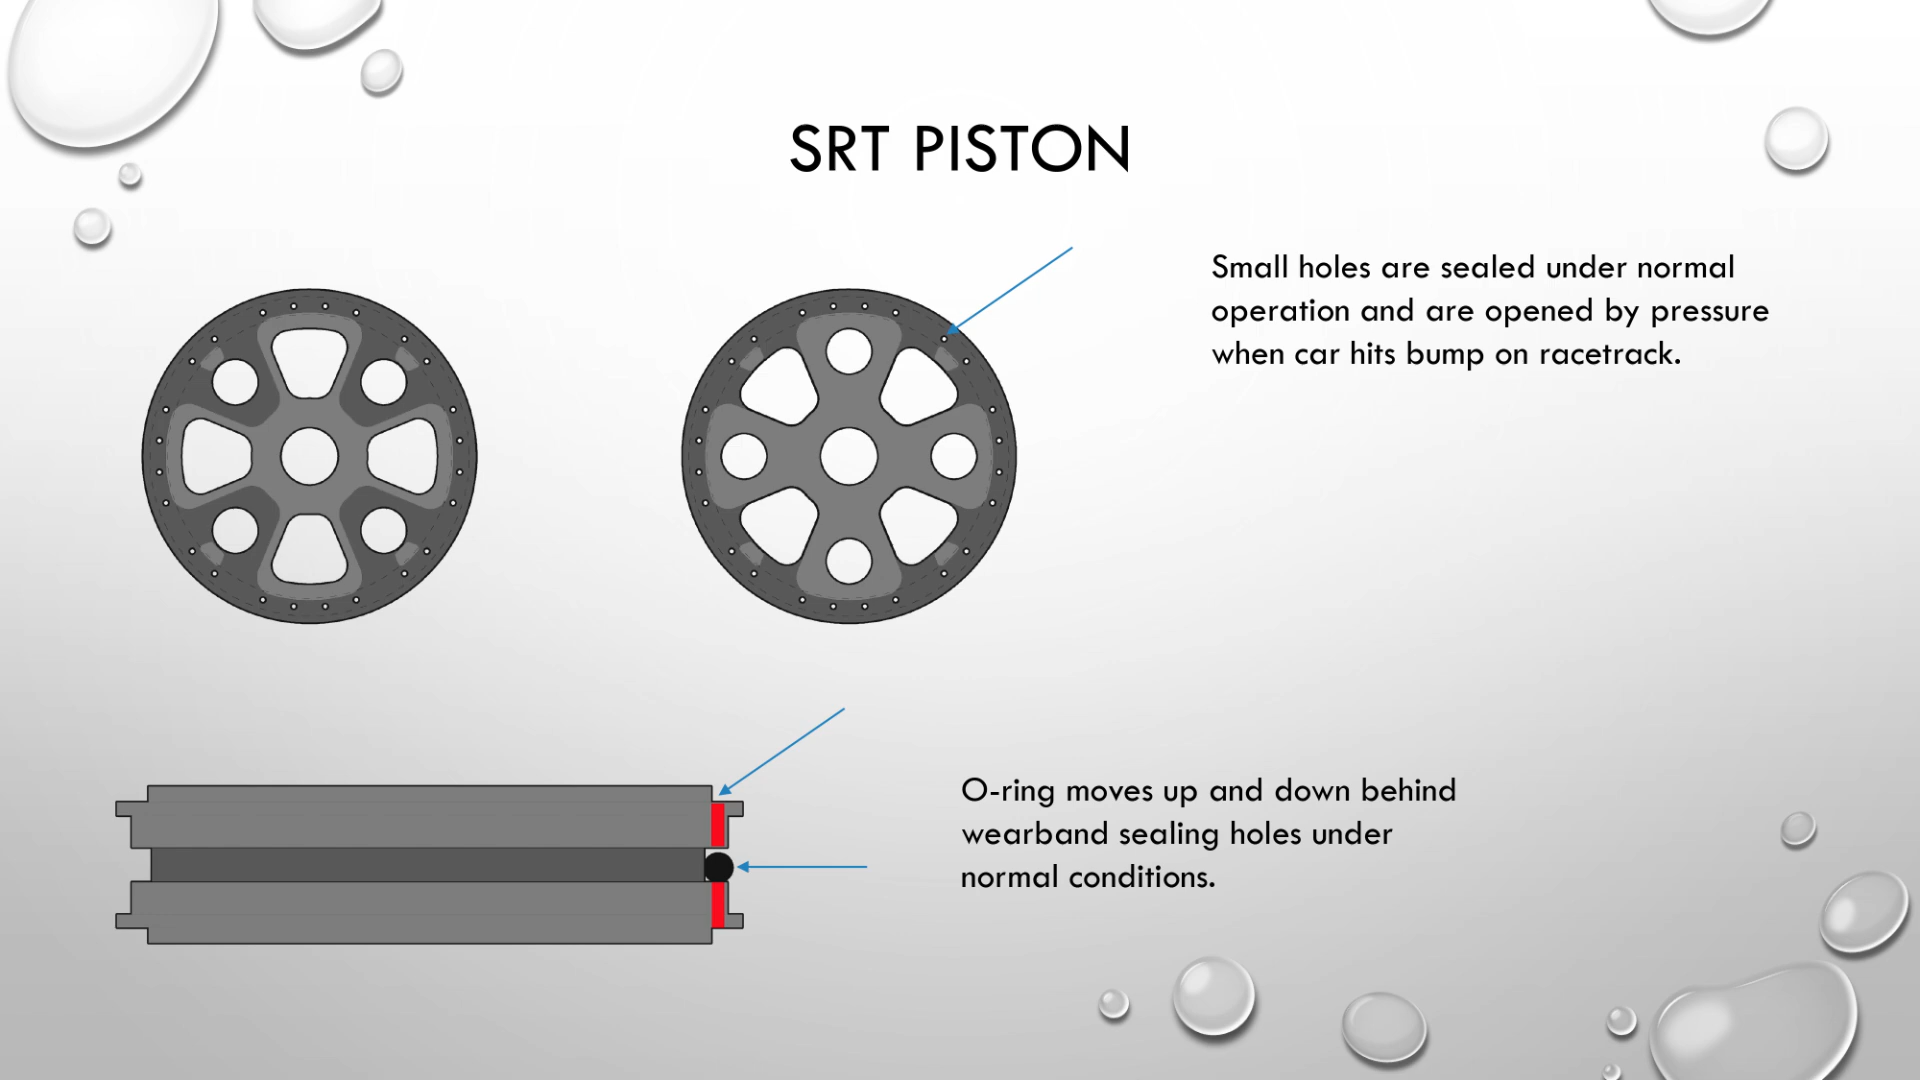 SRT PISTON
Small holes are sealed under normal
operation and are opened by pressure
when car hits bump on racetrack.
O-ring moves up and down behind
wearband sealing holes under
normal conditions.